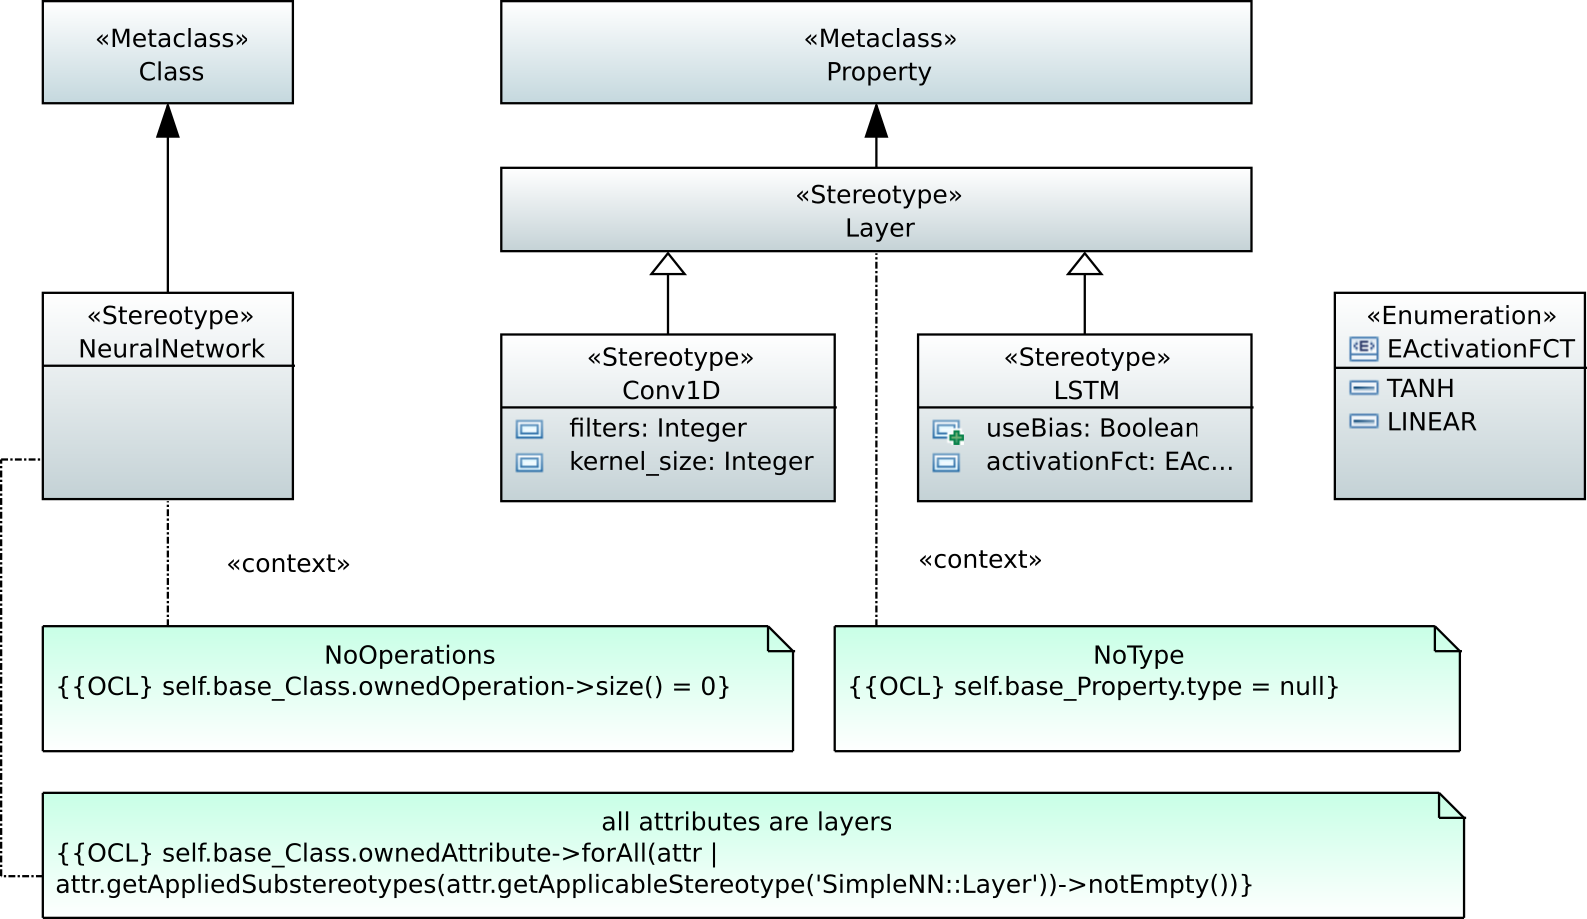 «Metaclass»
Class
«Metaclass»
Property
«Stereotype»
Layer
«Stereotype»
NeuralNetwork
«Stereotype»
Conv1D
filters: Integer
kernel_size: Integer
«Stereotype»
LSTM
useBias: Boolean
activationFct: EAc...
«Enumeration»
<E> EActivationFCT
TANH
LINEAR
«context»
«context»
NoOperations
{{OCL} self.base_Class.ownedOperation->size() = 0}
NoType
{{OCL} self.base_Property.type = null}
all attributes are layers
{{OCL} self.base_Class.ownedAttribute->forAll(attr |
attr.getAppliedSubstereotypes(attr.getApplicableStereotype('SimpleNN::Layer'))->notEmpty())}